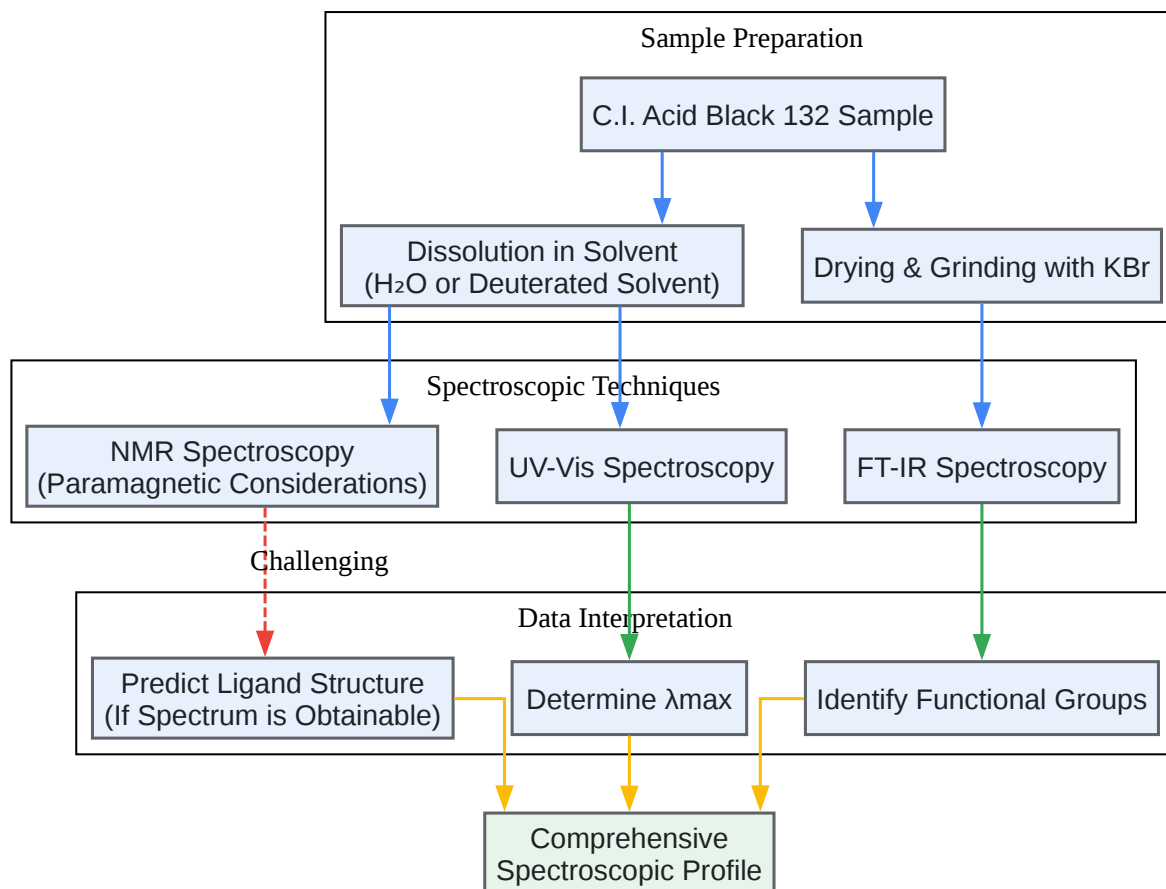 Sample Preparation
C.I. Acid Black 132 Sample
Dissolution in Solvent
(H₂O or Deuterated Solvent)
Drying & Grinding with KBr
Spectroscopic Techniques
NMR Spectroscopy
(Paramagnetic Considerations)
UV-Vis Spectroscopy
FT-IR Spectroscopy
Challenging
Data Interpretation
Predict Ligand Structure
(If Spectrum is Obtainable)
Determine λmax
Identify Functional Groups
Comprehensive
Spectroscopic Profile